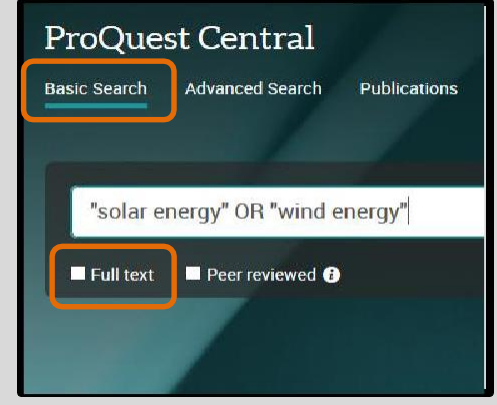 ProQuest Central
Basic Search Advanced Search Publications
"solar energy" OR "wind energy"
Full text Peer reviewed i